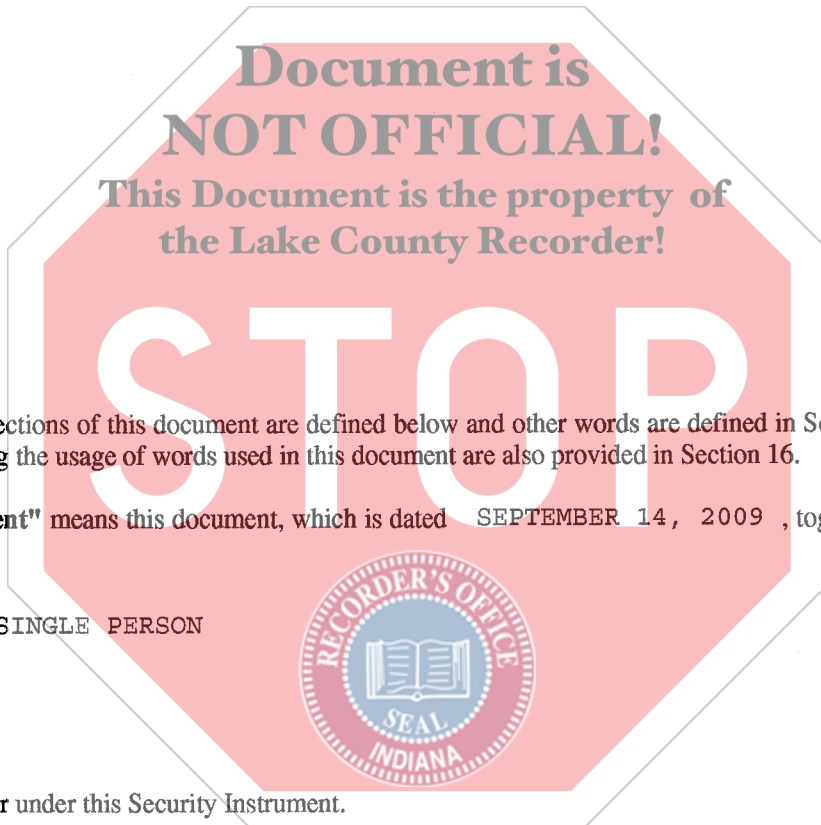 Document is
NOT OFFICIAL!
This Document is the property of
the Lake County Recorder!
STOP
ections of this document are defined below and other words are defined in S
the usage of words used in this document are also provided in Section 16.
ent" means this document, which is dated SEPTEMBER 14, 2009 , tog
SINGLE PERSON
RECORDER'S OFFICE
SEAL
INDIANA
r under this Security Instrument.